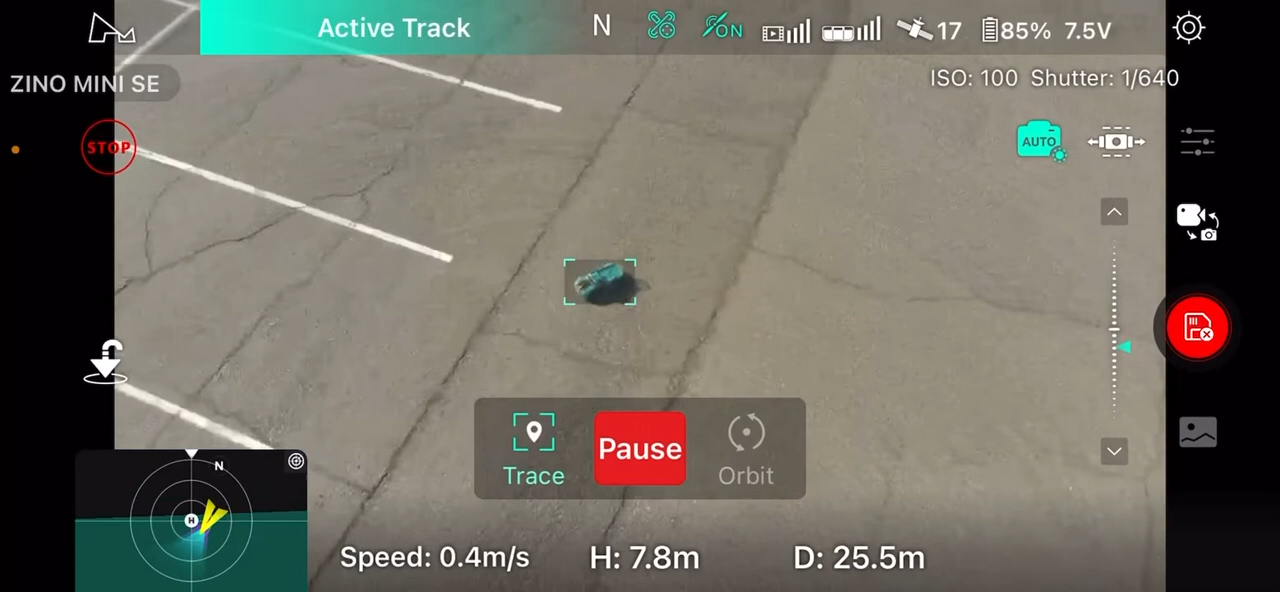 Active Track
N
ON
17
85% 7.5V
ZINO MINI SE
ISO: 100 Shutter: 1/640
STOP
AUTO
Trace
Pause
Orbit
N
H
Speed: 0.4m/s
H: 7.8m
D: 25.5m